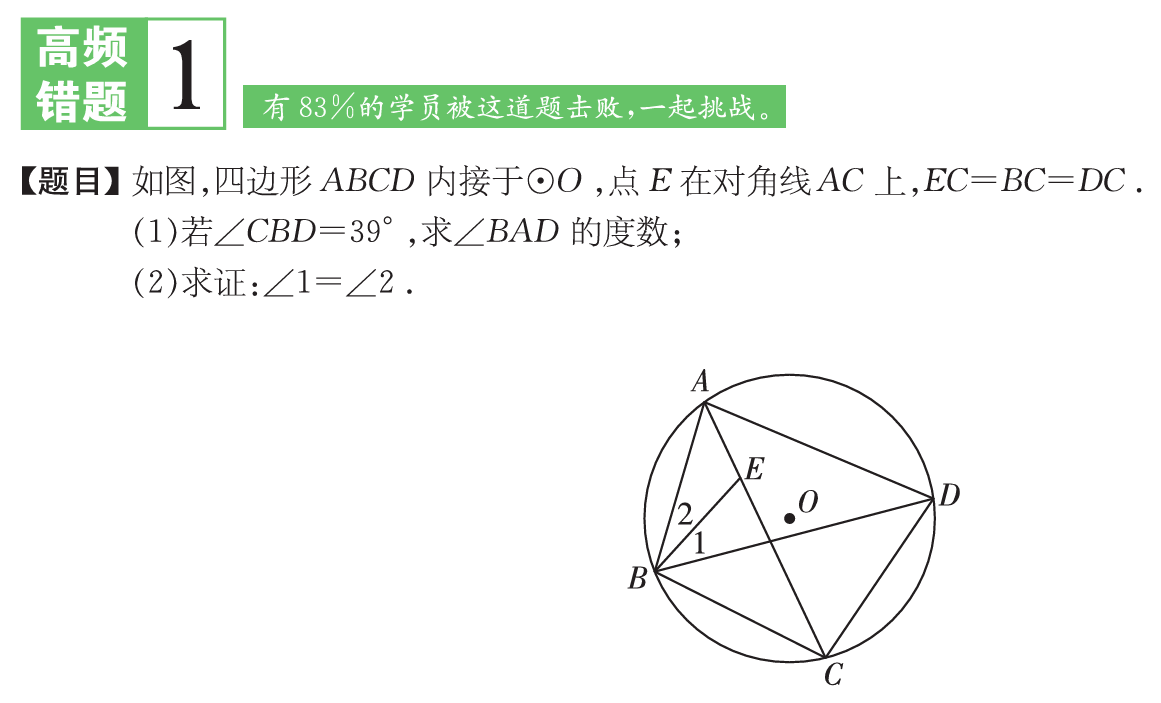 高频
错题
1
有83%的学员被这道题击败,一起挑战。
【题目】如图,四边形ABCD内接于⊙O,点E在对角线AC上,EC=BC=DC.
(1)若∠CBD=39°,求∠BAD的度数;
(2)求证:∠1=∠2.
A
E
D
O
2
1
B
C